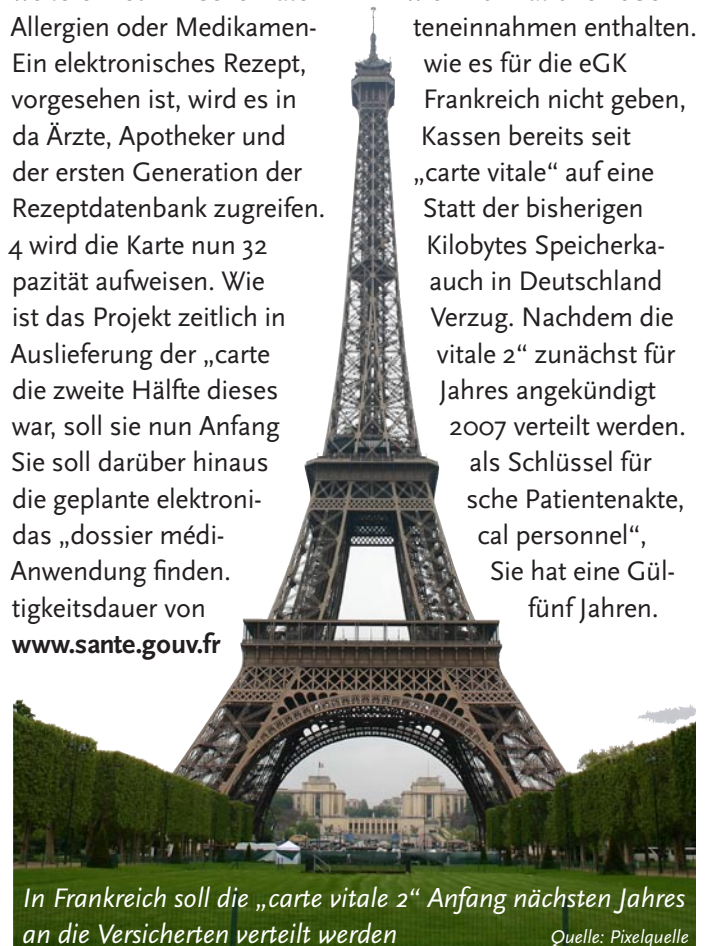 Allergien oder Medikamen- teneinnahmen enthalten.
Ein elektronisches Rezept, wie es für die eGK
vorgesehen ist, wird es in Frankreich nicht geben,
da Ärzte, Apotheker und Kassen bereits seit
der ersten Generation der „carte vitale“ auf eine
Rezeptdatenbank zugreifen. Statt der bisherigen
4 wird die Karte nun 32 Kilobytes Speicherka-
pazität aufweisen. Wie auch in Deutschland
ist das Projekt zeitlich in Verzug. Nachdem die
Auslieferung der „carte vitale 2“ zunächst für
die zweite Hälfte dieses Jahres angekündigt
war, soll sie nun Anfang 2007 verteilt werden.
Sie soll darüber hinaus als Schlüssel für
die geplante elektroni- sche Patientenakte,
das „dossier médi- cal personnel“,
Anwendung finden. Sie hat eine Gül-
tigkeitsdauer von fünf Jahren.
www.sante.gouv.fr
In Frankreich soll die „carte vitale 2“ Anfang nächsten Jahres
an die Versicherten verteilt werden
Quelle: Pixelquelle